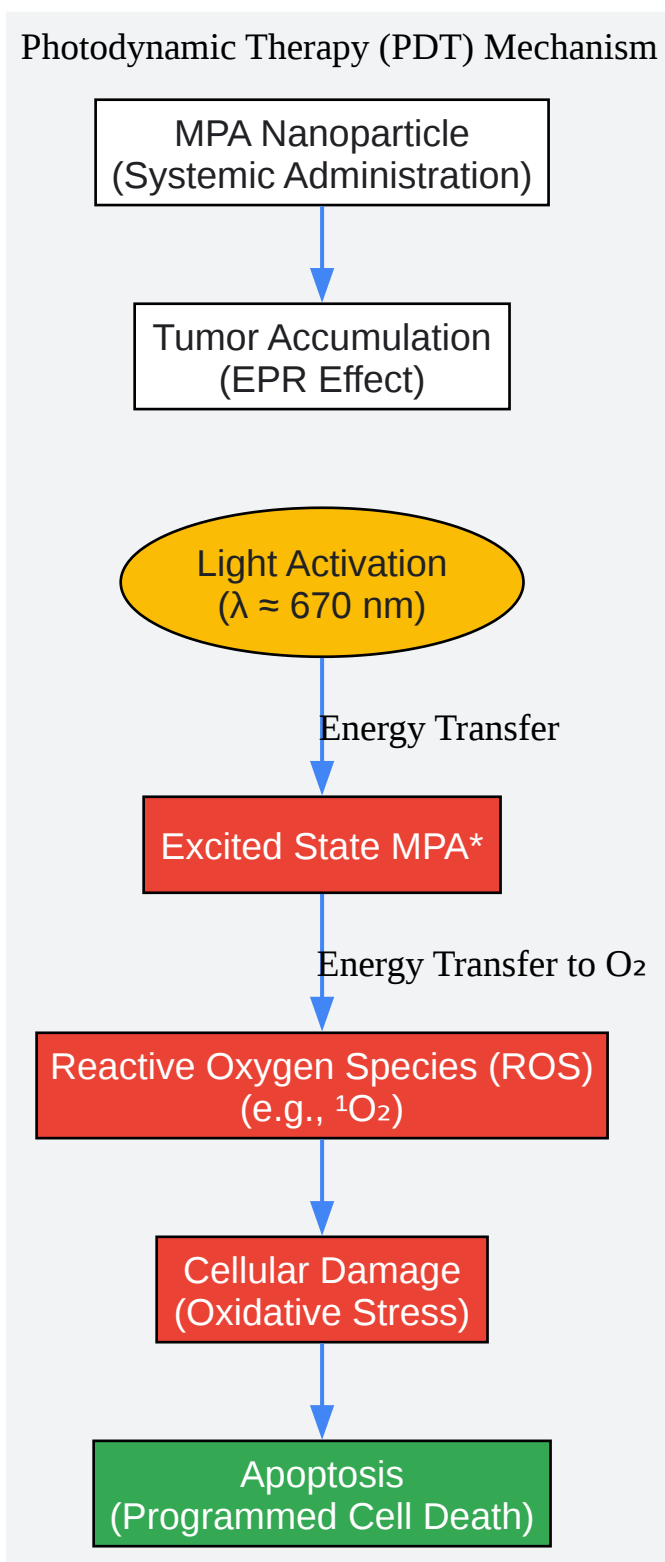 Photodynamic Therapy (PDT) Mechanism
MPA Nanoparticle
(Systemic Administration)
Tumor Accumulation
(EPR Effect)
Light Activation
(λ ≈ 670 nm)
Energy Transfer
Excited State MPA*
Energy Transfer to O₂
Reactive Oxygen Species (ROS)
(e.g., ¹O₂)
Cellular Damage
(Oxidative Stress)
Apoptosis
(Programmed Cell Death)